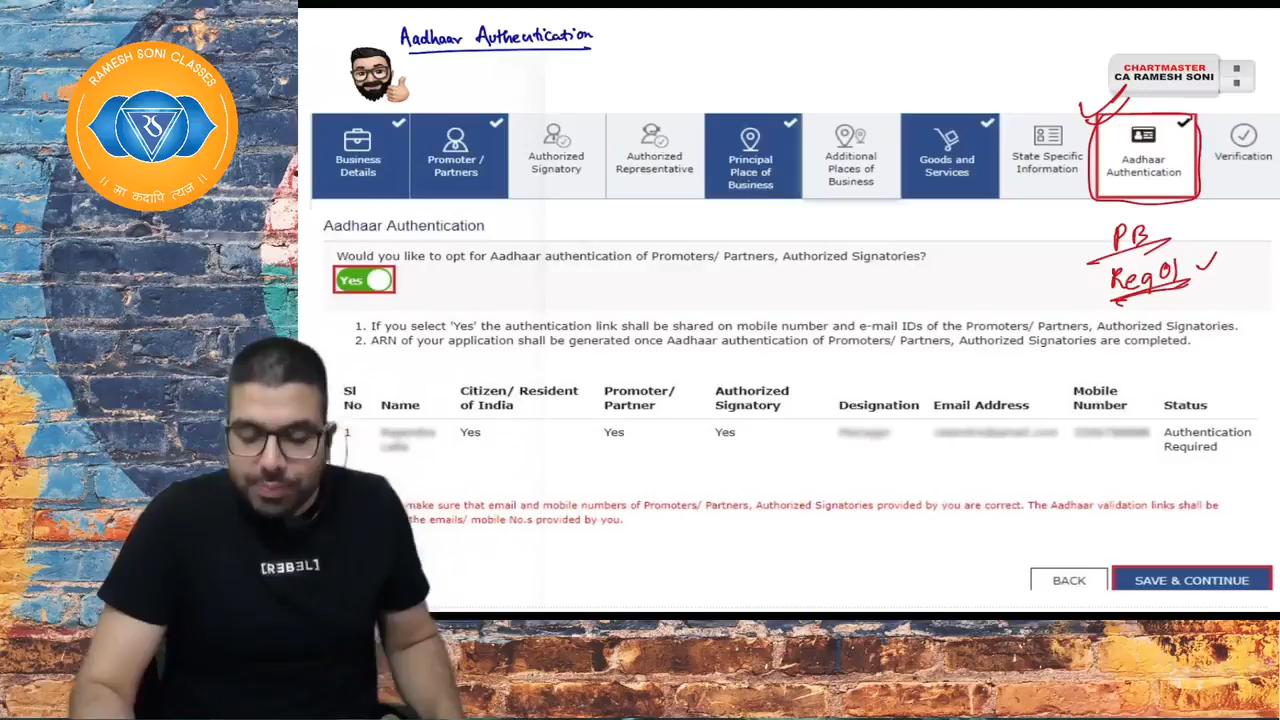 Aadhaar Authentication
RAMESH SONI CLASSES
।। मा कदापि त्यज ।।
CHARTMASTER
CA RAMESH SONI
Business Details
Promoter / Partners
Authorized Signatory
Authorized Representative
Principal Place of Business
Additional Places of Business
Goods and Services
State Specific Information
Aadhaar Authentication
Verification
Aadhaar Authentication
PB
Reg 01
Would you like to opt for Aadhaar authentication of Promoters/ Partners, Authorized Signatories?
Yes
1. If you select 'Yes' the authentication link shall be shared on mobile number and e-mail IDs of the Promoters/ Partners, Authorized Signatories.
2. ARN of your application shall be generated once Aadhaar authentication of Promoters/ Partners, Authorized Signatories are completed.
Sl No Name Citizen/ Resident of India Promoter/ Partner Authorized Signatory Designation Email Address Mobile Number Status
1 Yes Yes Yes Authentication Required
make sure that email and mobile numbers of Promoters/ Partners, Authorized Signatories provided by you are correct. The Aadhaar validation links shall be
the emails/ mobile No.s provided by you.
BACK SAVE & CONTINUE
[REBEL]